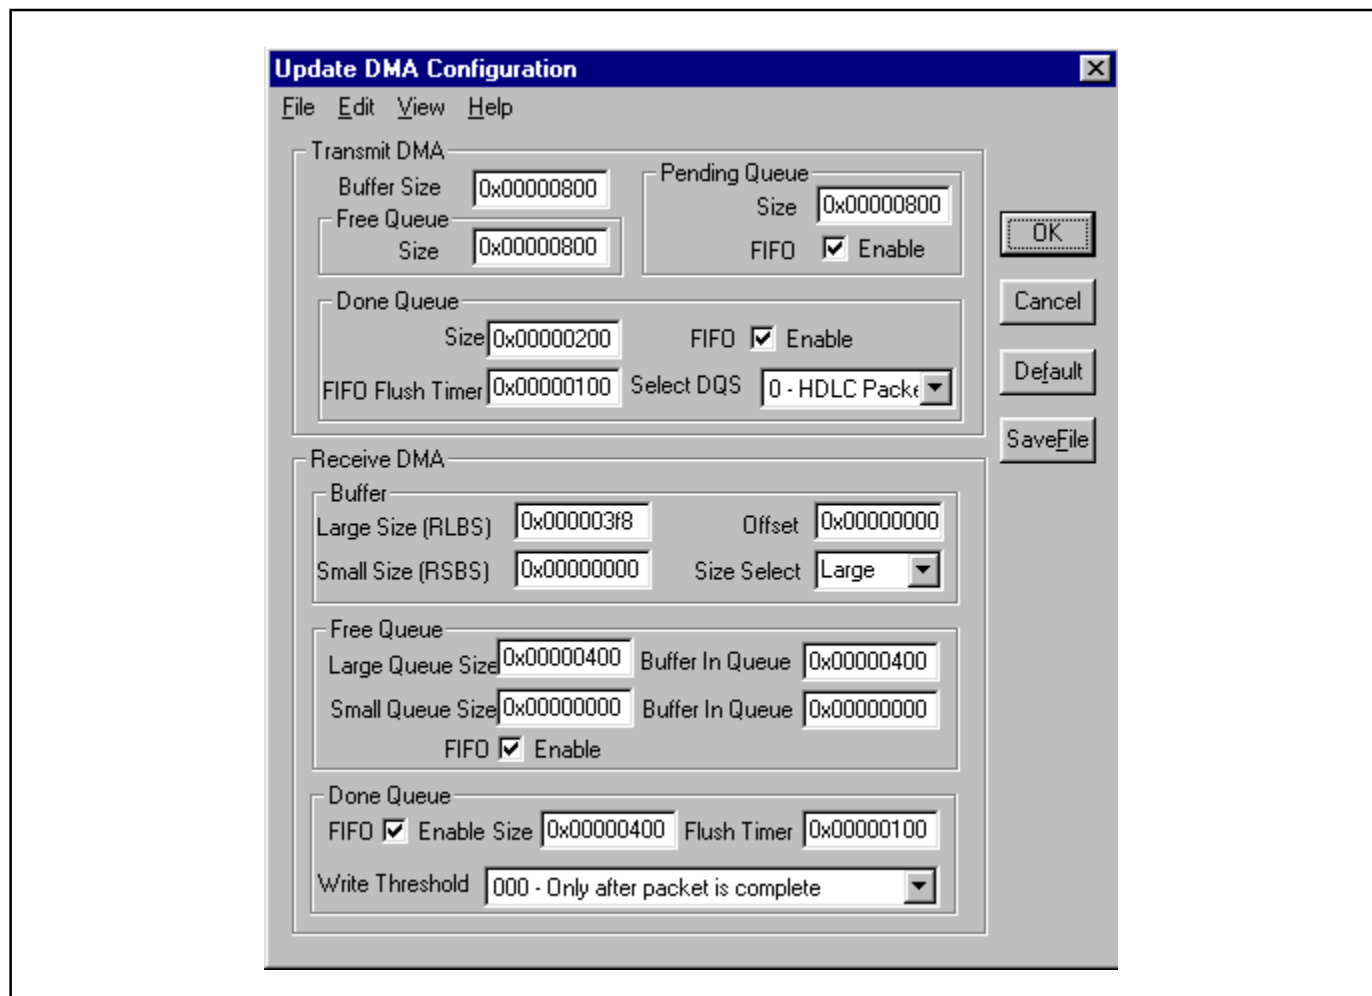 Update DMA Configuration
File Edit View Help
Transmit DMA
Buffer Size 0x00000800
Free Queue
Size 0x00000800
Pending Queue
Size 0x00000800
FIFO Enable
Done Queue
Size 0x00000200 FIFO Enable
FIFO Flush Timer 0x00000100 Select DQS 0 - HDLC Packe
Receive DMA
Buffer
Large Size (RLBS) 0x000003f8 Offset 0x00000000
Small Size (RSBS) 0x00000000 Size Select Large
Free Queue
Large Queue Size 0x00000400 Buffer In Queue 0x00000400
Small Queue Size 0x00000000 Buffer In Queue 0x00000000
FIFO Enable
Done Queue
FIFO Enable Size 0x00000400 Flush Timer 0x00000100
Write Threshold 000 - Only after packet is complete
OK
Cancel
Default
SaveFile